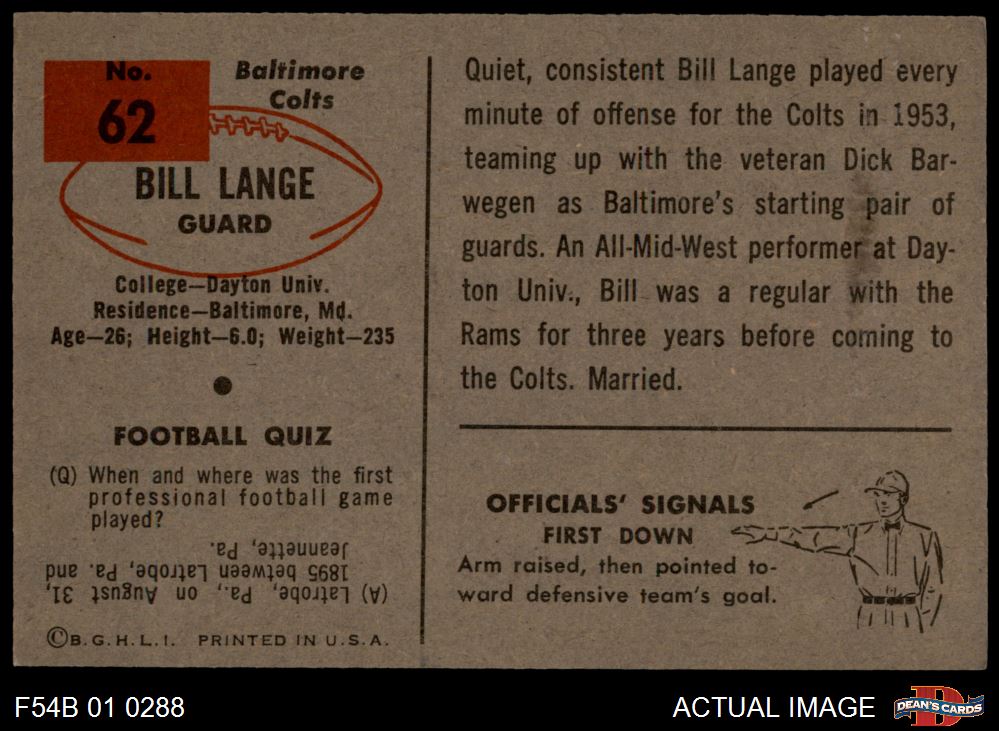 No.
62
Baltimore
Colts
BILL LANGE
GUARD
College—Dayton Univ.
Residence—Baltimore, Md.
Age—26; Height—6.0; Weight—235
FOOTBALL QUIZ
(Q) When and where was the first
professional football game
played?
(A) Latrobe, Pa., on August 31,
1895 between Latrobe, Pa. and
Jeannette, Pa.
©B.G.H.L.I. PRINTED IN U.S.A.
Quiet, consistent Bill Lange played every
minute of offense for the Colts in 1953,
teaming up with the veteran Dick Bar-
wegen as Baltimore's starting pair of
guards. An All-Mid-West performer at Day-
ton Univ., Bill was a regular with the
Rams for three years before coming to
the Colts. Married.
OFFICIALS' SIGNALS
FIRST DOWN
Arm raised, then pointed to-
ward defensive team's goal.
F54B 01 0288
ACTUAL IMAGE
D
DEAN'S CARDS